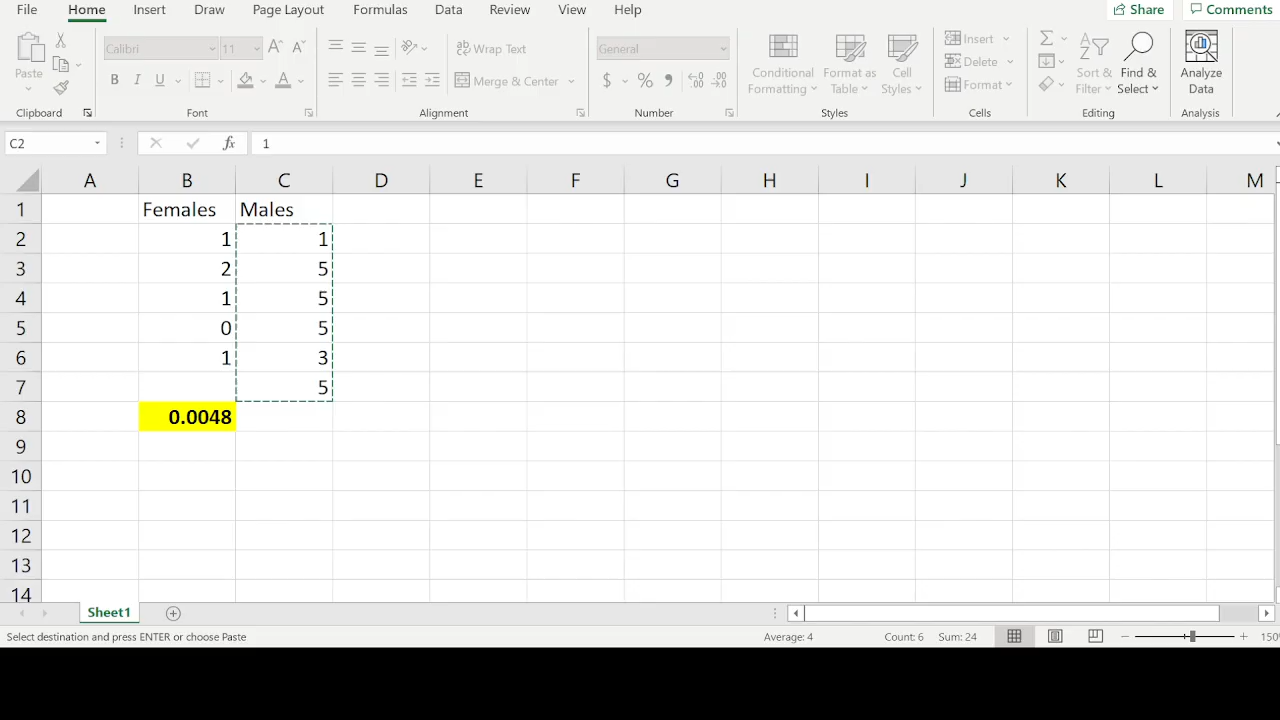 File Home Insert Draw Page Layout Formulas Data Review View Help Share Comments
Calibri 11 Wrap Text General Insert
Paste B I U Merge & Center $ % Conditional Formatting Format as Table Cell Styles Delete Sort & Filter Find & Select Analyze Data
Format
Clipboard Font Alignment Number Styles Cells Editing Analysis
C2 fx 1
A B C D E F G H I J K L M
1 Females Males
2 1 1
3 2 5
4 1 5
5 0 5
6 1 3
7 5
8 0.0048
9
10
11
12
13
14
Sheet1
Select destination and press ENTER or choose Paste Average: 4 Count: 6 Sum: 24 150%